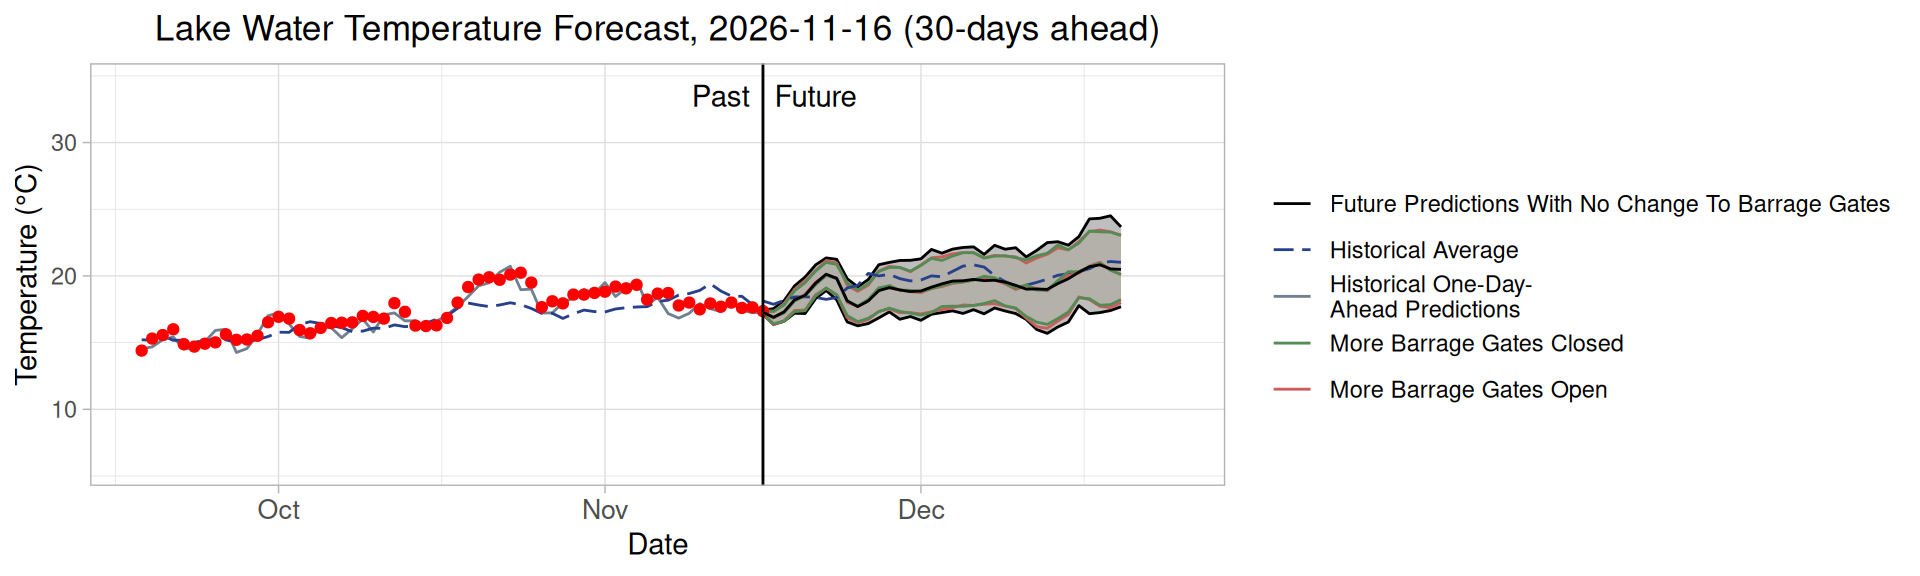 Lake Water Temperature Forecast, 2026-11-16 (30-days ahead)
Past
Future
30
20
10
Temperature (°C)
Oct
Nov
Dec
Date
Future Predictions With No Change To Barrage Gates
Historical Average
Historical One-Day-
Ahead Predictions
More Barrage Gates Closed
More Barrage Gates Open